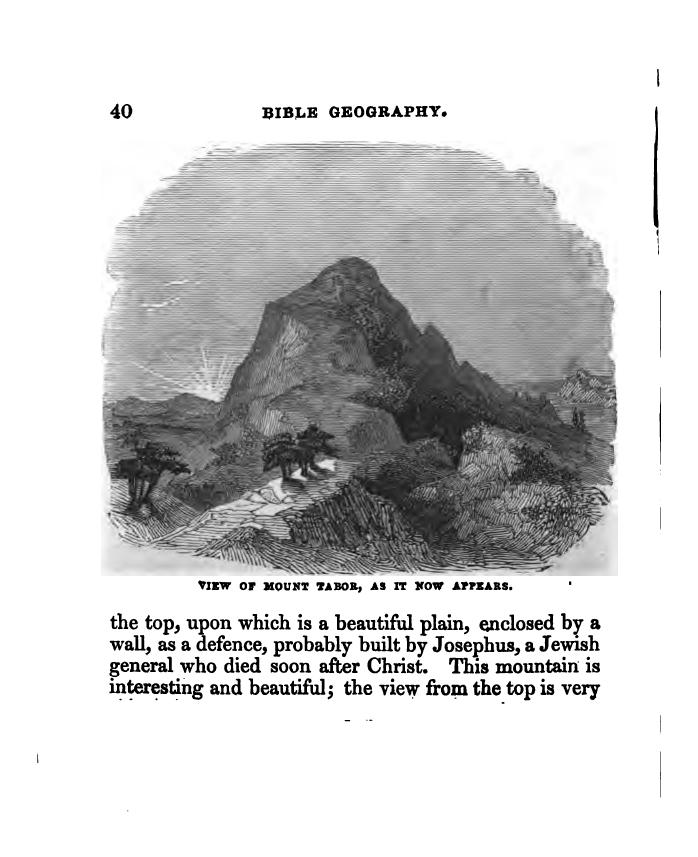 40 BIBLE GEOGRAPHY.
VIEW OF MOUNT TABOR, AS IT NOW APPEARS.
the top, upon which is a beautiful plain, enclosed by a
wall, as a defence, probably built by Josephus, a Jewish
general who died soon after Christ. This mountain is
interesting and beautiful; the view from the top is very